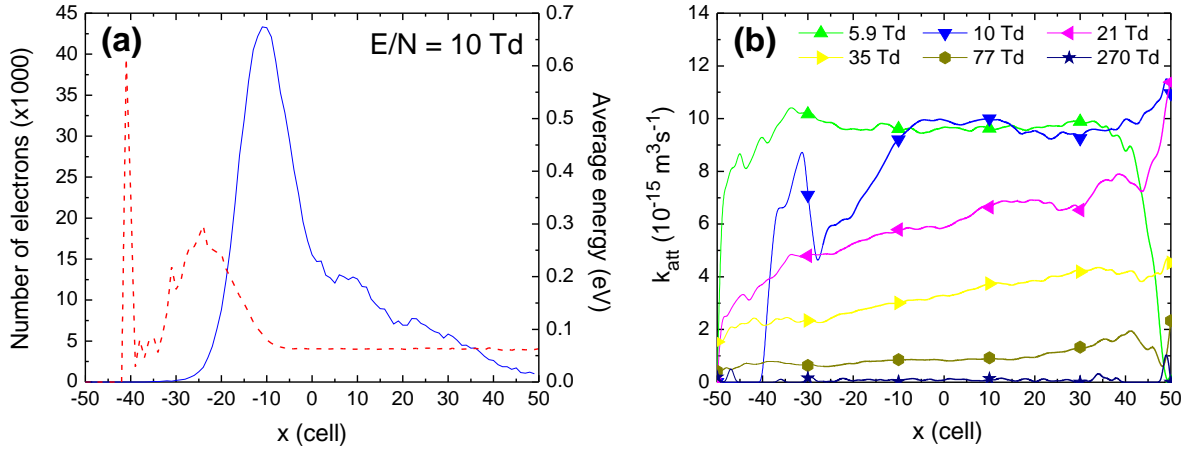 (a)
E/N = 10 Td
Number of electrons (x1000)
45
40
35
30
25
20
15
10
5
0
0.7
0.6
0.5
0.4
0.3
0.2
0.1
0.0
Average energy (eV)
-50 -40 -30 -20 -10 0 10 20 30 40 50
x (cell)
(b)
5.9 Td 10 Td 21 Td
35 Td 77 Td 270 Td
k_att (10^-15 m^3s^-1)
14
12
10
8
6
4
2
0
-50 -40 -30 -20 -10 0 10 20 30 40 50
x (cell)